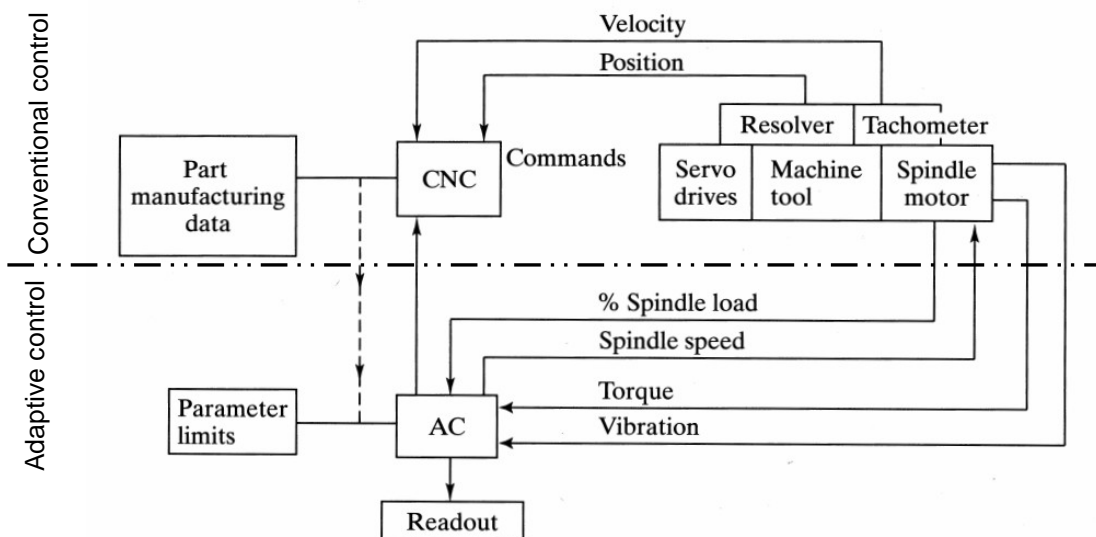 Conventional control
Velocity
Position
Resolver
Tachometer
Part
manufacturing
data
CNC
Commands
Servo
drives
Machine
tool
Spindle
motor
Adaptive control
% Spindle load
Spindle speed
Parameter
limits
AC
Torque
Vibration
Readout